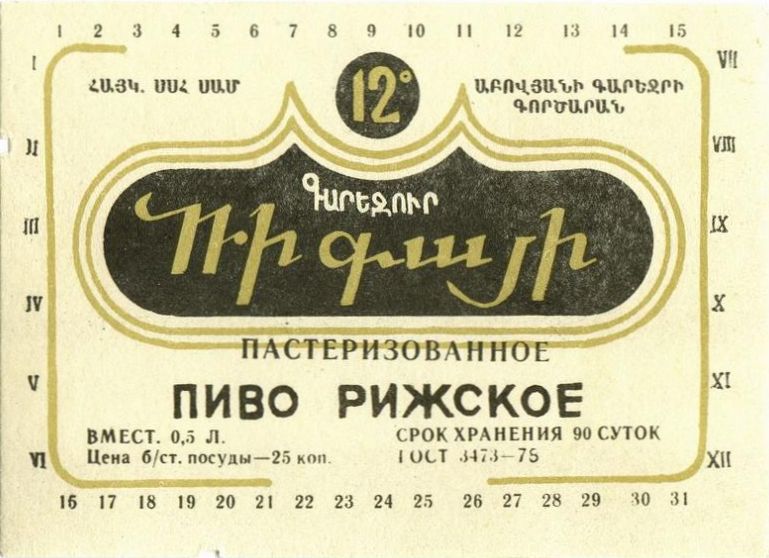 1 2 3 4 5 6 7 8 9 10 11 12 13 14 15
I VII
ՀԱՅԿ. ՍՍՀ ՍԱՄ
12°
ԱԲՈՎՅԱՆԻ ԳԱՐԵՋՐԻ
ԳՈՐԾԱՐԱՆ
II VIII
Գարեջուր
III IX
Ռիգայի
IV X
ПАСТЕРИЗОВАННОЕ
V XI
ПИВО РИЖСКОЕ
ВМЕСТ. 0,5 Л. СРОК ХРАНЕНИЯ 90 СУТОК
VI XII
Цена б/ст. посуды—25 коп. ГОСТ 3473—75
16 17 18 19 20 21 22 23 24 25 26 27 28 29 30 31